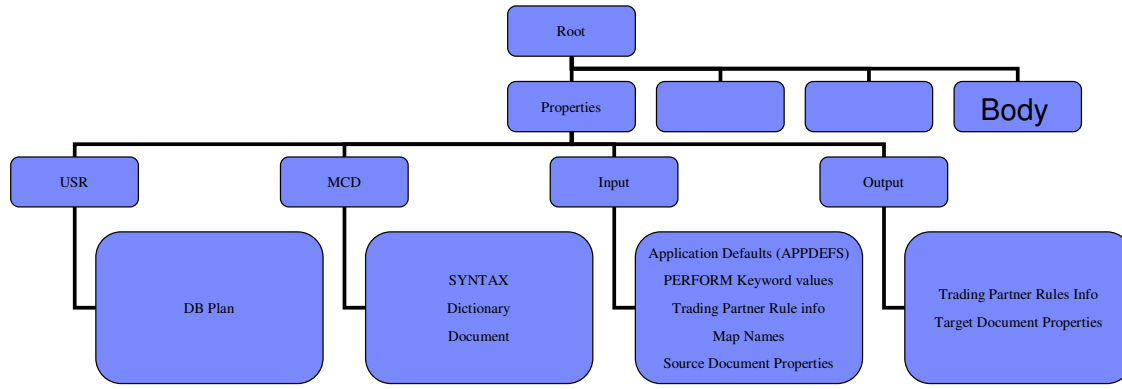 Root
Properties
Body
USR
MCD
Input
Output
DB Plan
SYNTAX
Dictionary
Document
Application Defaults (APPDEFS)
PERFORM Keyword values
Trading Partner Rule info
Map Names
Source Document Properties
Trading Partner Rules Info
Target Document Properties